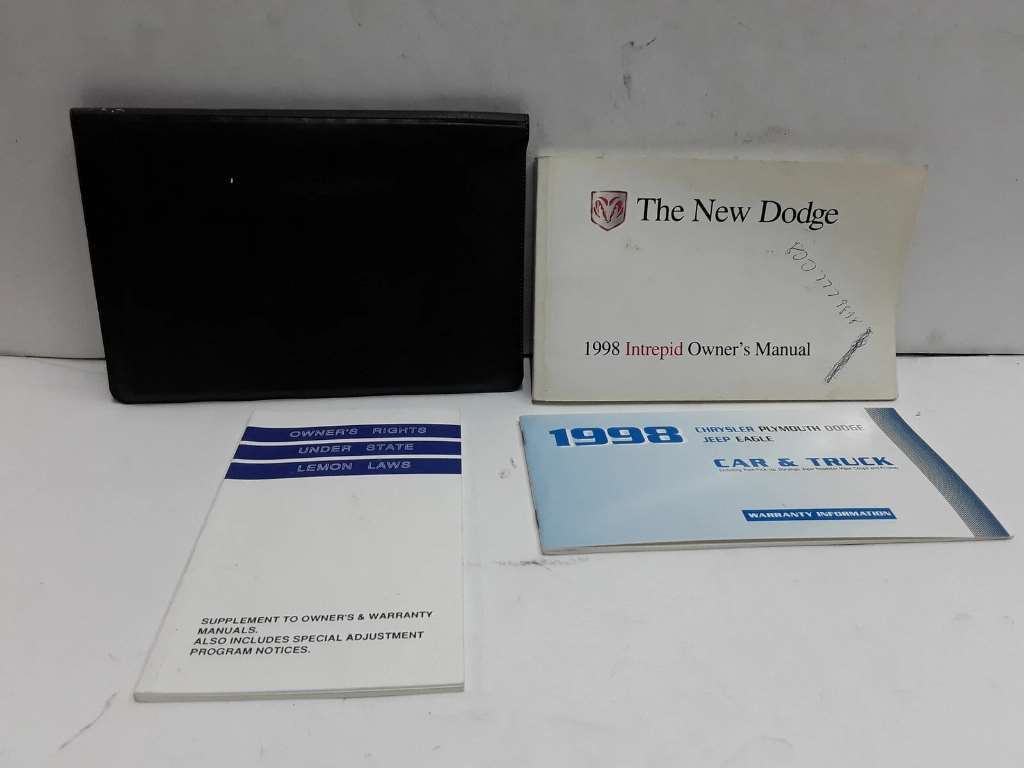 The New Dodge
1998 Intrepid Owner's Manual
OWNER'S RIGHTS
UNDER STATE
LEMON LAWS
SUPPLEMENT TO OWNER'S & WARRANTY
MANUALS.
ALSO INCLUDES SPECIAL ADJUSTMENT
PROGRAM NOTICES.
1998 CHRYSLER PLYMOUTH DODGE
JEEP EAGLE
CAR & TRUCK
WARRANTY INFORMATION